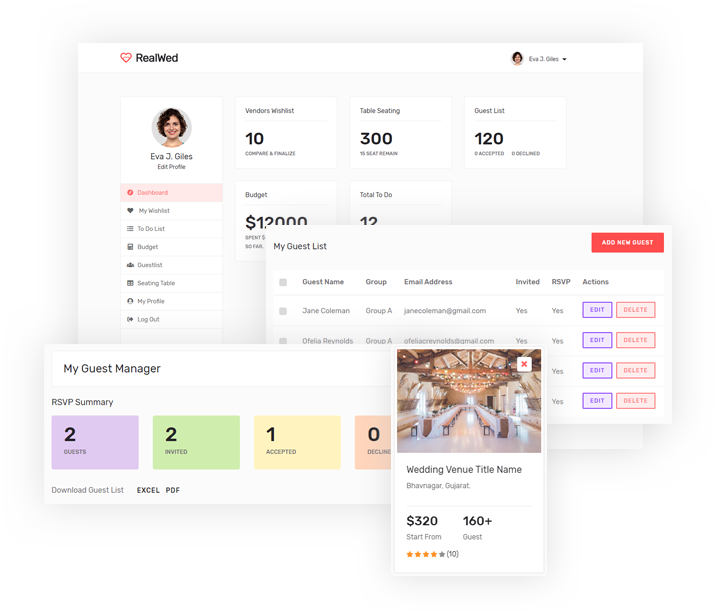 RealWed
Eva J. Giles
Eva J. Giles
Edit Profile
Dashboard
My Wishlist
To Do List
Budget
Guestlist
Seating Table
My Profile
Log Out
Vendors Wishlist
10
COMPARE & FINALIZE
Table Seating
300
15 SEAT REMAIN
Guest List
120
0 ACCEPTED 0 DECLINED
Budget
$12000
SPENT $
SO FAR.
Total To Do
12
My Guest List
ADD NEW GUEST
Guest Name Group Email Address Invited RSVP Actions
Jane Coleman Group A janecoleman@gmail.com Yes Yes EDIT DELETE
Ofelia Reynolds Group A ofeliacreynolds@gmail.com Yes Yes EDIT DELETE
Yes EDIT DELETE
Yes EDIT DELETE
My Guest Manager
RSVP Summary
2
GUESTS
2
INVITED
1
ACCEPTED
0
DECLINE
Download Guest List EXCEL PDF
Wedding Venue Title Name
Bhavnagar, Gujarat.
$320 160+
Start From Guest
(10)